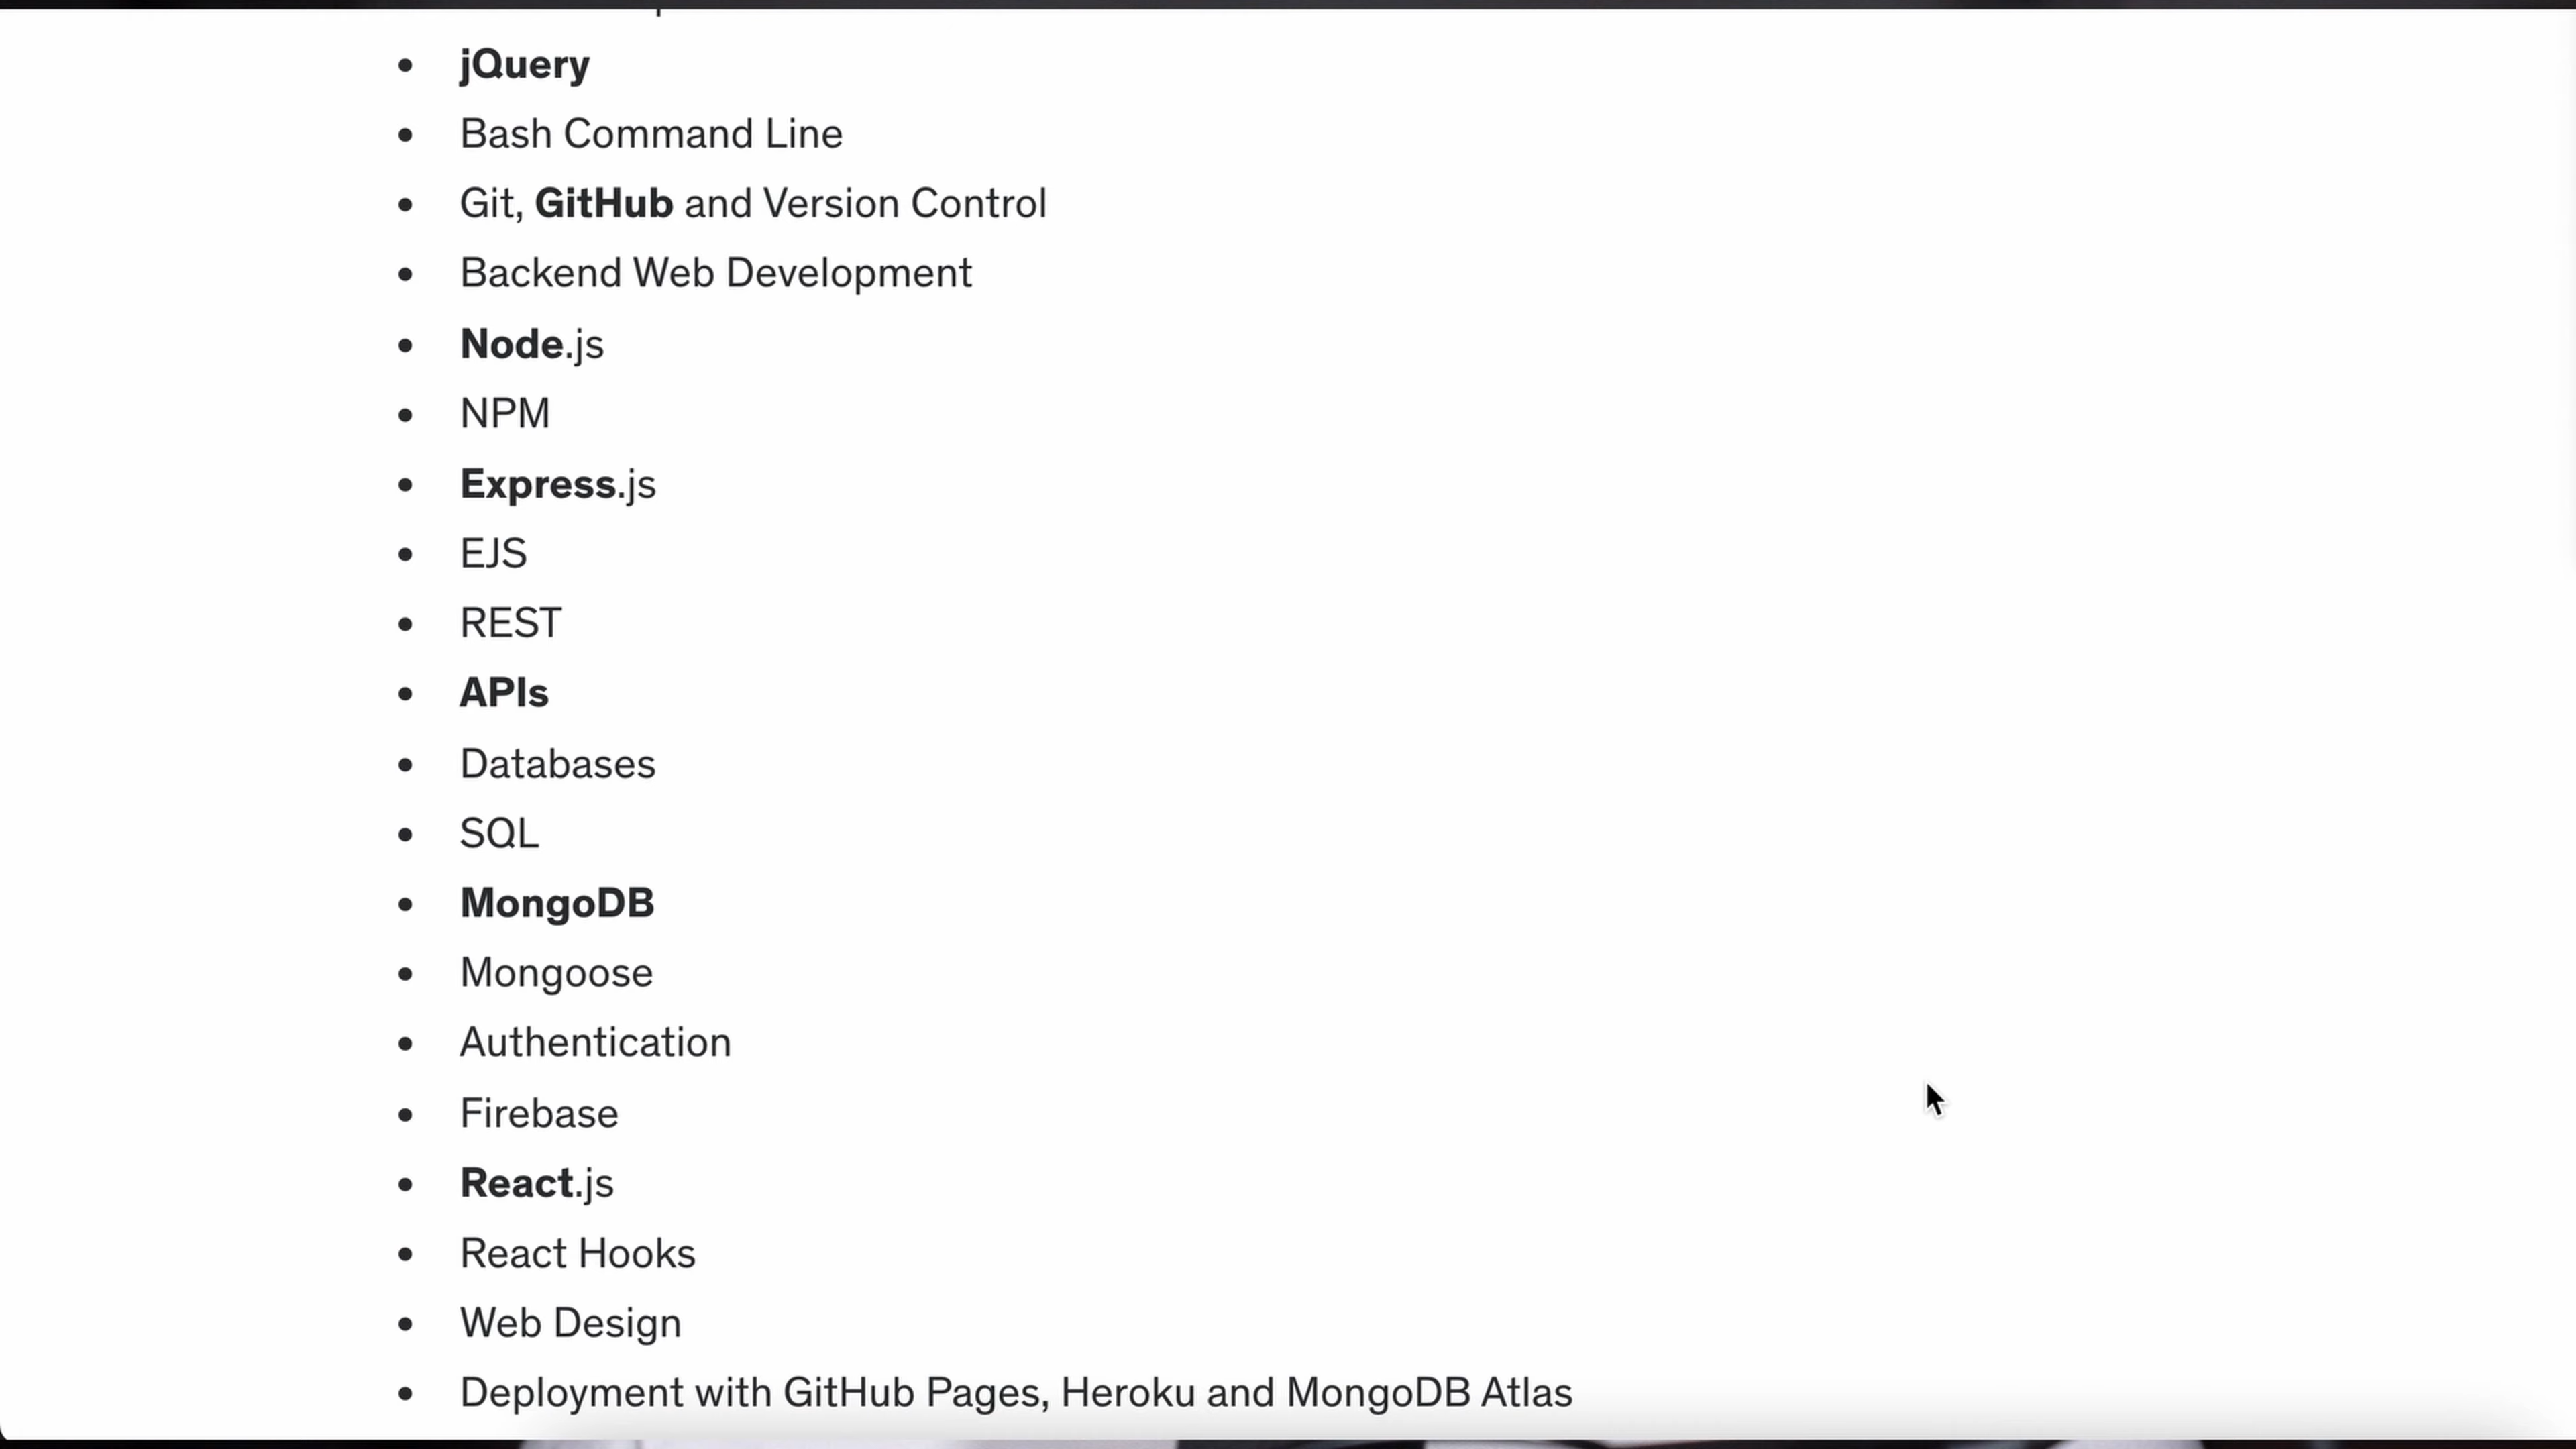 jQuery
Bash Command Line
Git, GitHub and Version Control
Backend Web Development
Node.js
NPM
Express.js
EJS
REST
APIs
Databases
SQL
MongoDB
Mongoose
Authentication
Firebase
React.js
React Hooks
Web Design
Deployment with GitHub Pages, Heroku and MongoDB Atlas